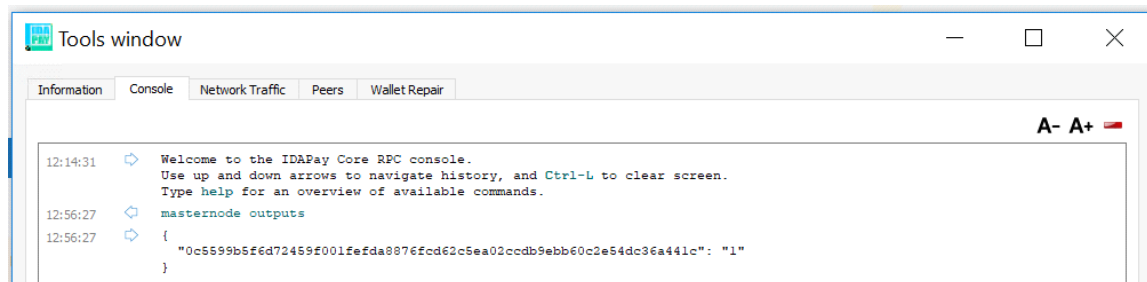 IDA
PAY
Tools window
Information Console Network Traffic Peers Wallet Repair
A- A+
12:14:31 Welcome to the IDAPay Core RPC console.
Use up and down arrows to navigate history, and Ctrl-L to clear screen.
Type help for an overview of available commands.
12:56:27 masternode outputs
12:56:27 {
"0c5599b5f6d72459f001fefda8876fcd62c5ea02ccdb9ebb60c2e54dc36a441c": "1"
}